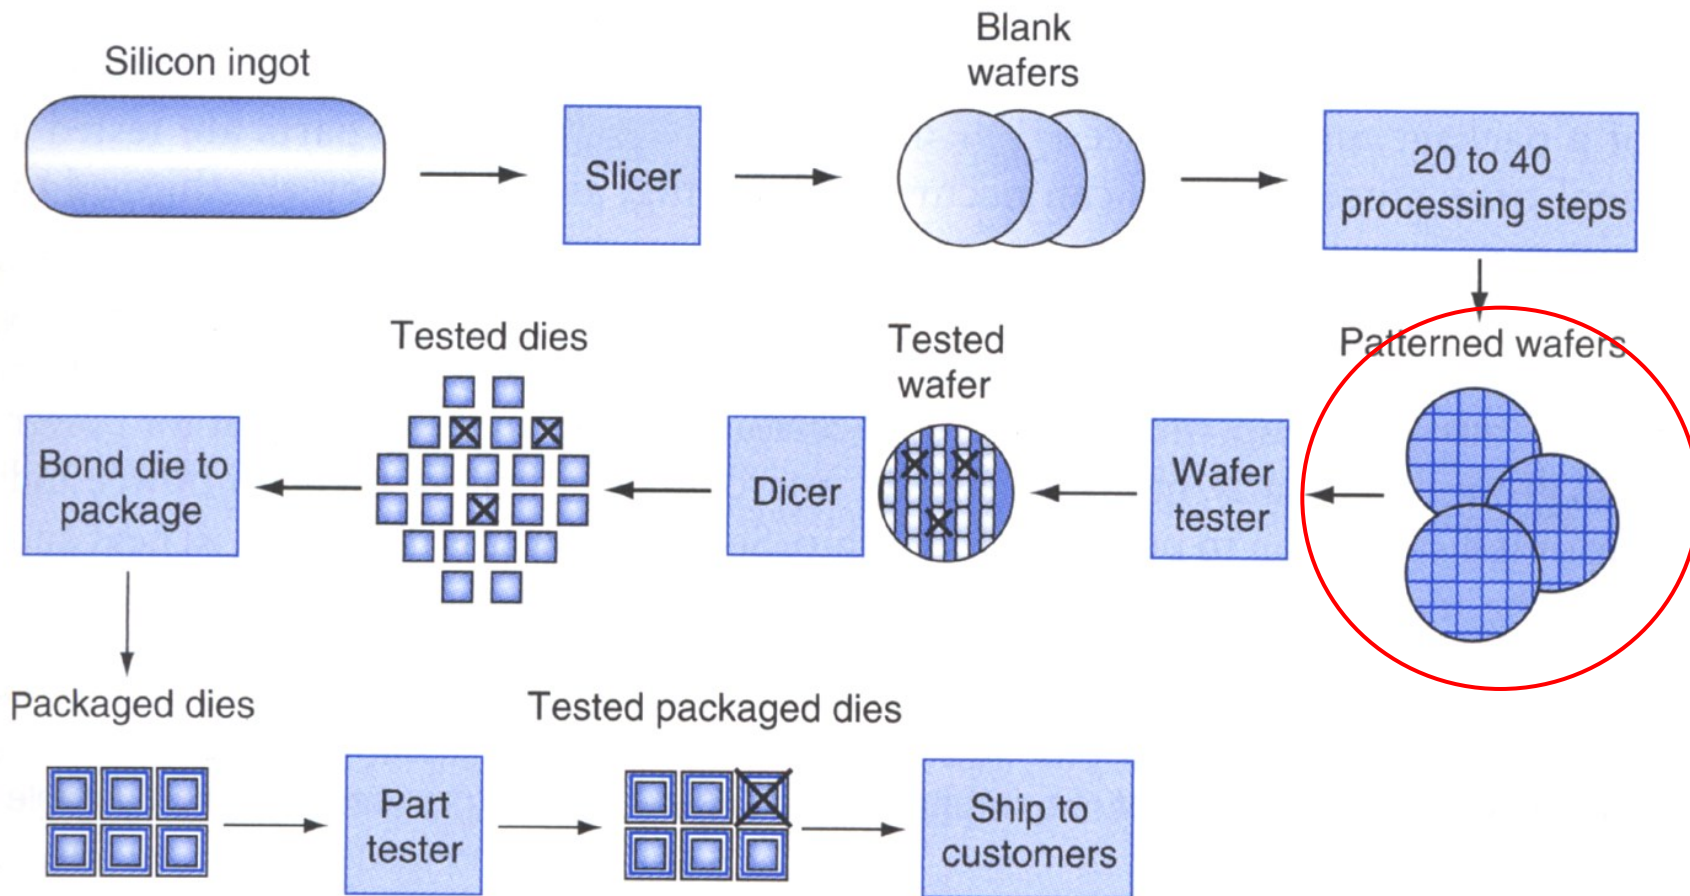 Silicon ingot
Slicer
Blank
wafers
20 to 40
processing steps
Patterned wafers
Wafer
tester
Tested
wafer
Dicer
Tested dies
Bond die to
package
Packaged dies
Part
tester
Tested packaged dies
Ship to
customers